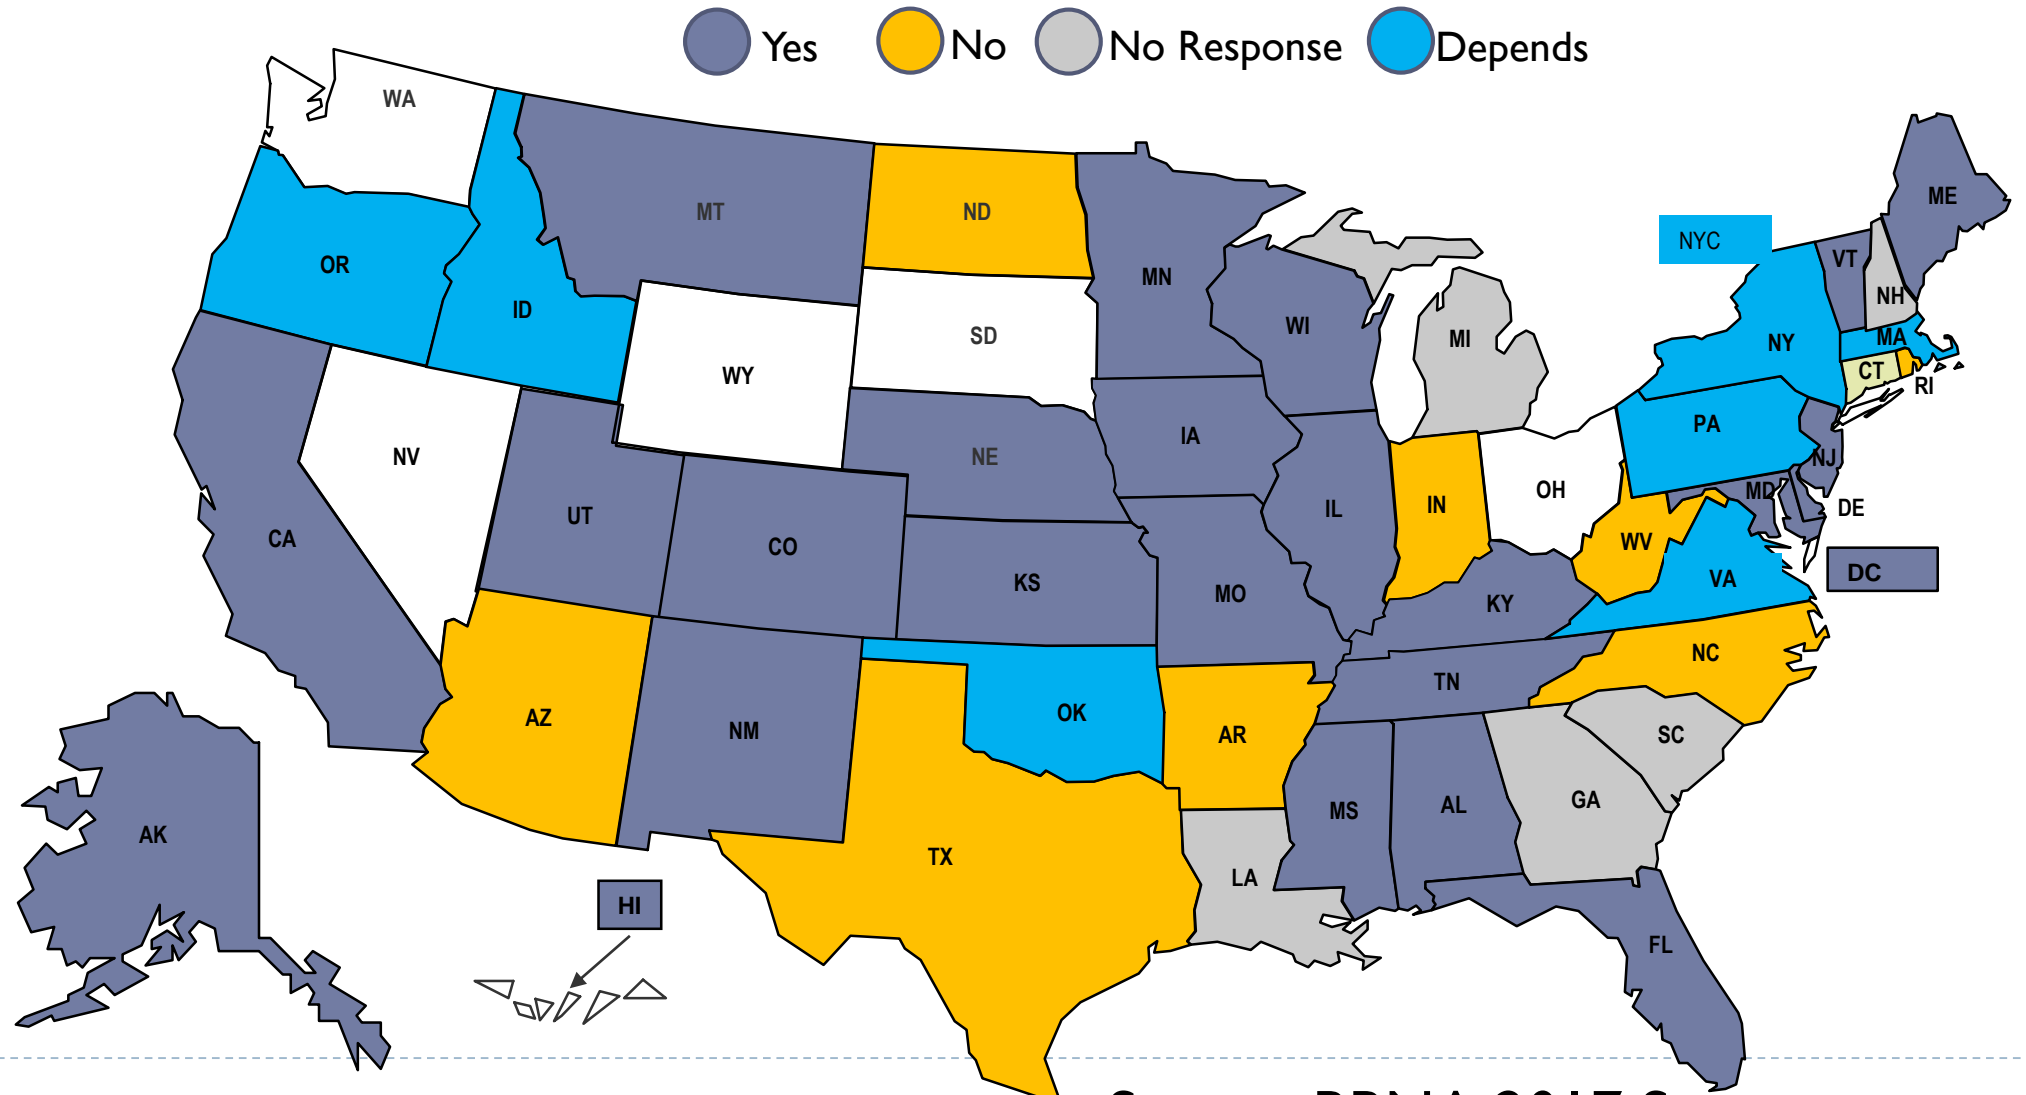 Yes No No Response Depends
WA
ME
MT
ND
NYC
VT
OR
MN
NH
ID
WI
SD
MI
NY
MA
WY
CT
RI
PA
IA
NV
NE
NJ
OH
MD
IN
IL
DE
UT
WV
CA
CO
DC
VA
KS
MO
KY
NC
TN
OK
AZ
NM
AR
SC
GA
AL
MS
AK
TX
LA
HI
FL